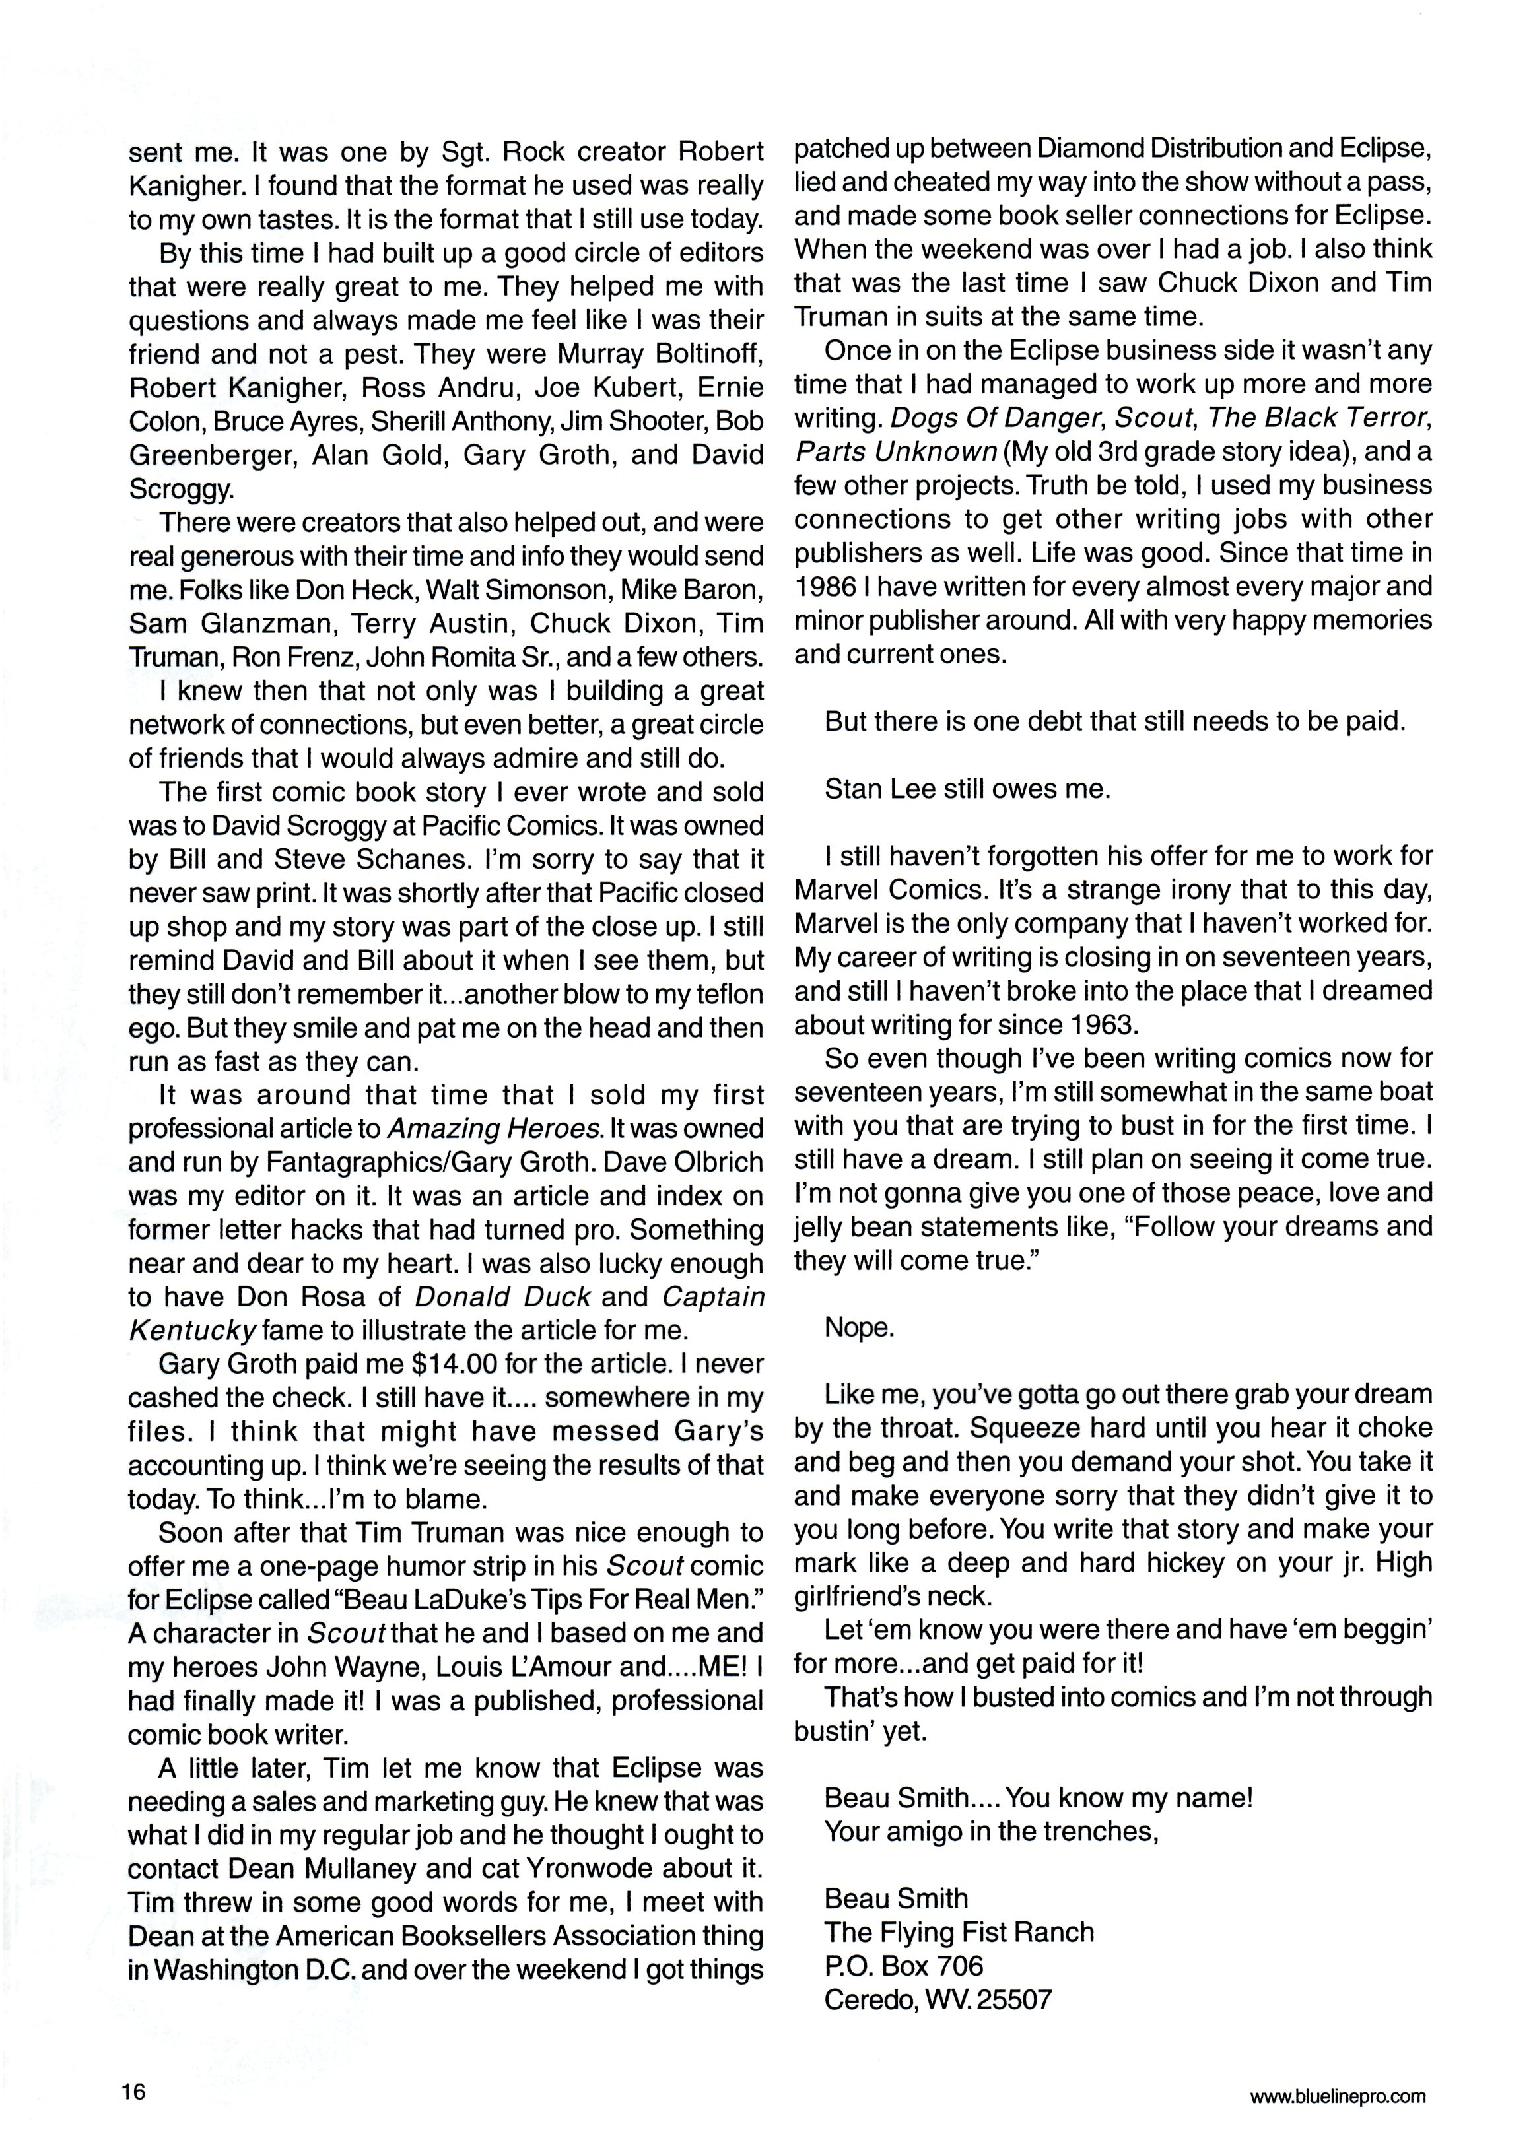 sent me. It was one by Sgt. Rock creator Robert
Kanigher. I found that the format he used was really
to my own tastes. It is the format that I still use today.
By this time I had built up a good circle of editors
that were really great to me. They helped me with
questions and always made me feel like I was their
friend and not a pest. They were Murray Boltinoff,
Robert Kanigher, Ross Andru, Joe Kubert, Ernie
Colon, Bruce Ayres, Sherill Anthony, Jim Shooter, Bob
Greenberger, Alan Gold, Gary Groth, and David
Scroggy.
There were creators that also helped out, and were
real generous with their time and info they would send
me. Folks like Don Heck, Walt Simonson, Mike Baron,
Sam Glanzman, Terry Austin, Chuck Dixon, Tim
Truman, Ron Frenz, John Romita Sr., and a few others.
I knew then that not only was I building a great
network of connections, but even better, a great circle
of friends that I would always admire and still do.
The first comic book story I ever wrote and sold
was to David Scroggy at Pacific Comics. It was owned
by Bill and Steve Schanes. I'm sorry to say that it
never saw print. It was shortly after that Pacific closed
up shop and my story was part of the close up. I still
remind David and Bill about it when I see them, but
they still don't remember it...another blow to my teflon
ego. But they smile and pat me on the head and then
run as fast as they can.
It was around that time that I sold my first
professional article to Amazing Heroes. It was owned
and run by Fantagraphics/Gary Groth. Dave Olbrich
was my editor on it. It was an article and index on
former letter hacks that had turned pro. Something
near and dear to my heart. I was also lucky enough
to have Don Rosa of Donald Duck and Captain
Kentucky fame to illustrate the article for me.
Gary Groth paid me $14.00 for the article. I never
cashed the check. I still have it.... somewhere in my
files. I think that might have messed Gary's
accounting up. I think we're seeing the results of that
today. To think...I'm to blame.
Soon after that Tim Truman was nice enough to
offer me a one-page humor strip in his Scout comic
for Eclipse called “Beau LaDuke's Tips For Real Men.”
A character in Scout that he and I based on me and
my heroes John Wayne, Louis L'Amour and....ME! I
had finally made it! I was a published, professional
comic book writer.
A little later, Tim let me know that Eclipse was
needing a sales and marketing guy. He knew that was
what I did in my regular job and he thought I ought to
contact Dean Mullaney and cat Yronwode about it.
Tim threw in some good words for me, I meet with
Dean at the American Booksellers Association thing
in Washington D.C. and over the weekend I got things
patched up between Diamond Distribution and Eclipse,
lied and cheated my way into the show without a pass,
and made some book seller connections for Eclipse.
When the weekend was over I had a job. I also think
that was the last time I saw Chuck Dixon and Tim
Truman in suits at the same time.
Once in on the Eclipse business side it wasn't any
time that I had managed to work up more and more
writing. Dogs Of Danger, Scout, The Black Terror,
Parts Unknown (My old 3rd grade story idea), and a
few other projects. Truth be told, I used my business
connections to get other writing jobs with other
publishers as well. Life was good. Since that time in
1986 I have written for every almost every major and
minor publisher around. All with very happy memories
and current ones.
But there is one debt that still needs to be paid.
Stan Lee still owes me.
I still haven't forgotten his offer for me to work for
Marvel Comics. It's a strange irony that to this day,
Marvel is the only company that I haven't worked for.
My career of writing is closing in on seventeen years,
and still I haven't broke into the place that I dreamed
about writing for since 1963.
So even though I've been writing comics now for
seventeen years, I'm still somewhat in the same boat
with you that are trying to bust in for the first time. I
still have a dream. I still plan on seeing it come true.
I'm not gonna give you one of those peace, love and
jelly bean statements like, “Follow your dreams and
they will come true.”
Nope.
Like me, you've gotta go out there grab your dream
by the throat. Squeeze hard until you hear it choke
and beg and then you demand your shot. You take it
and make everyone sorry that they didn't give it to
you long before. You write that story and make your
mark like a deep and hard hickey on your jr. High
girlfriend's neck.
Let ‘em know you were there and have ‘em beggin'
for more...and get paid for it!
That's how I busted into comics and I'm not through
bustin' yet.
Beau Smith.... You know my name!
Your amigo in the trenches,
Beau Smith
The Flying Fist Ranch
P.O. Box 706
Ceredo, WV. 25507
16
www.bluelinepro.com